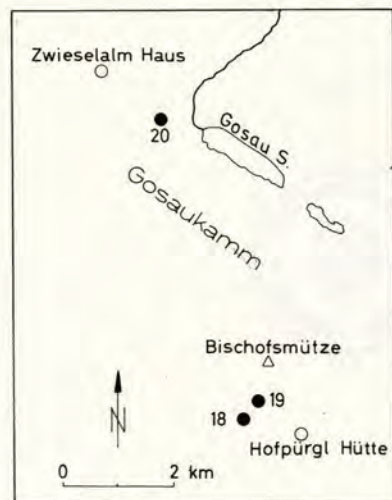 Zwieselalm Haus
20
Gosau S.
Gosaukamm
Bischofsmütze
19
18
N
Hofpürgl Hütte
0 2 km